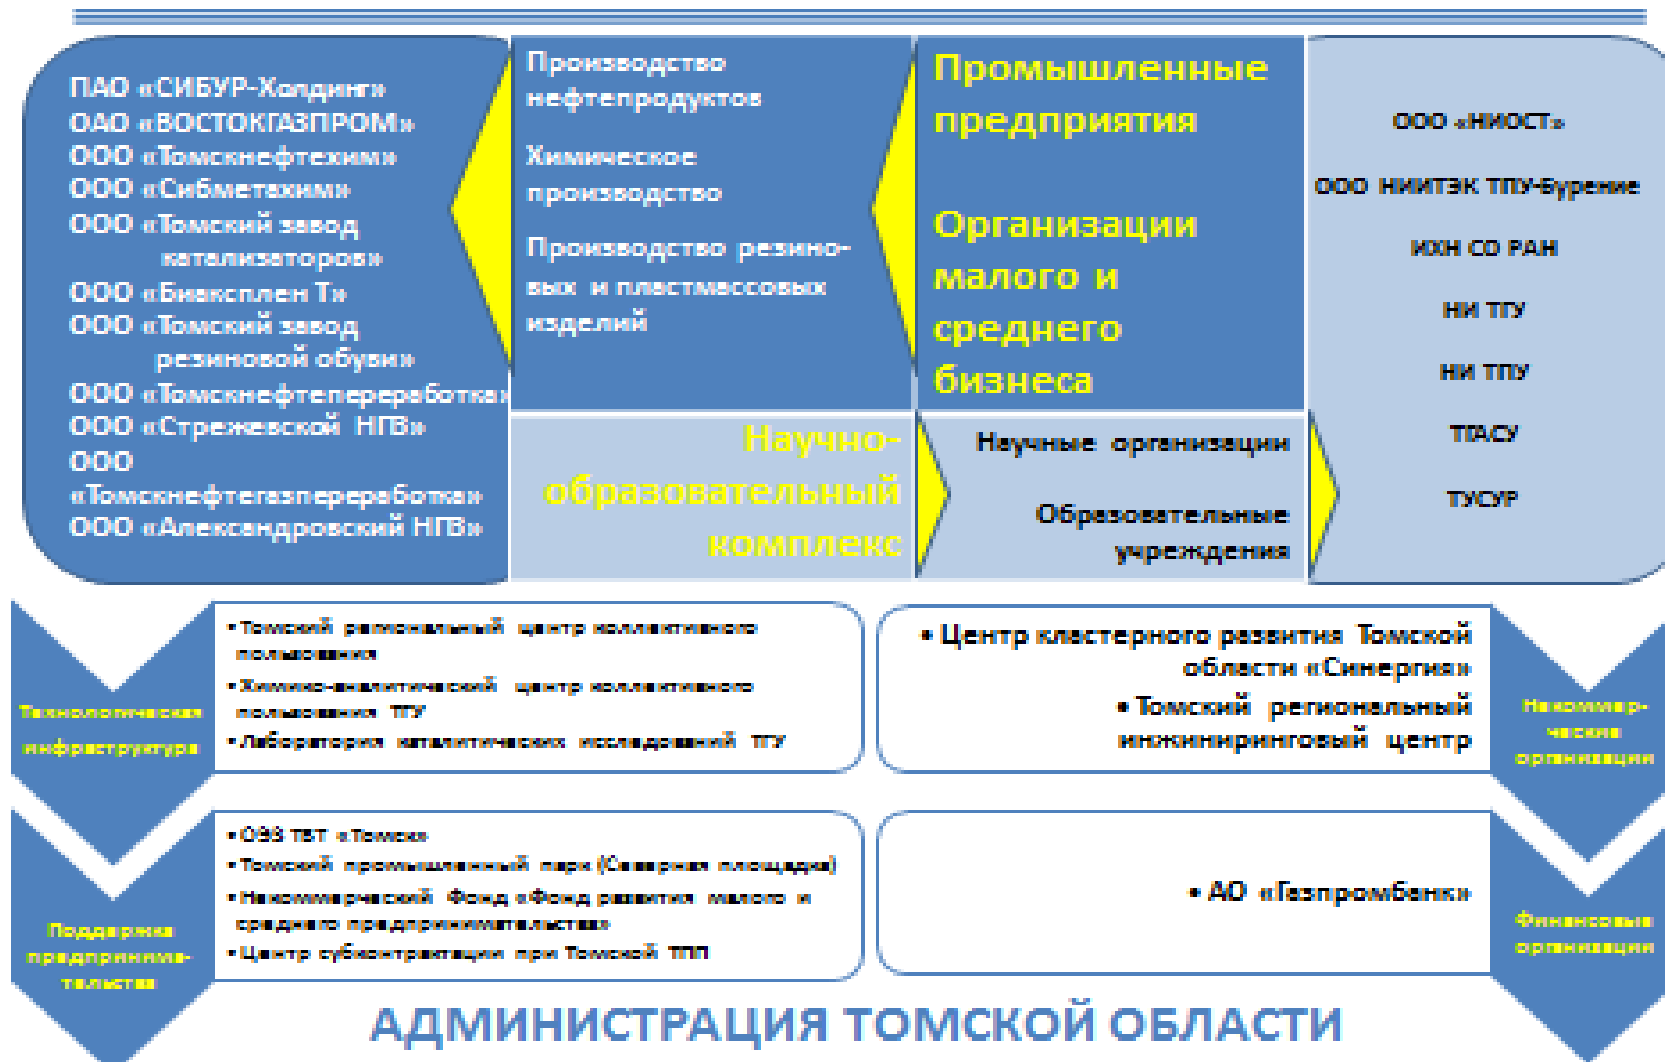 ПАО «СИБУР-Холдинг»
ОАО «ВОСТОКГАЗПРОМ»
ООО «Томскнефтехим»
ООО «Сибметахим»
ООО «Томский завод
катализаторов»
ООО «Биаксплен Т»
ООО «Томский завод
резиновой обуви»
ООО «Томскнефтепереработка»
ООО «Стрежевской НПЗ»
ООО
«Томскнефтегазпереработка»
ООО «Александровский НПЗ»
Производство
нефтепродуктов
Химическое
производство
Производство резино-
вых и пластмассовых
изделий
Промышленные
предприятия
Организации
малого и
среднего
бизнеса
Научно-
образовательный
комплекс
Научные организации
Образовательные
учреждения
ООО «НИОСТ»
ООО НИИТЭК ТПУ-Бурение
ИХН СО РАН
НИ ТГУ
НИ ТПУ
ТГАСУ
ТУСУР
Технологическая
инфраструктура
• Томский региональный центр коллективного
пользования
• Химико-аналитический центр коллективного
пользования ТГУ
• Лаборатория каталитических исследований ТГУ
• Центр кластерного развития Томской
области «Синергия»
• Томский региональный
инжиниринговый центр
Некоммер-
ческие
организации
Поддержка
предпринима-
тельства
• ОЭЗ ТВТ «Томск»
• Томский промышленный парк (Северная площадка)
• Некоммерческий Фонд «Фонд развития малого и
среднего предпринимательства»
• Центр субконтрактации при Томской ТПП
• АО «Газпромбанк»
Финансовые
организации
АДМИНИСТРАЦИЯ ТОМСКОЙ ОБЛАСТИ